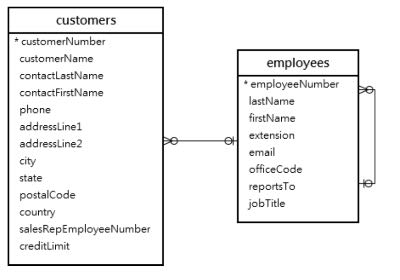 customers
* customerNumber
customerName
contactLastName
contactFirstName
phone
addressLine1
addressLine2
city
state
postalCode
country
salesRepEmployeeNumber
creditLimit
employees
* employeeNumber
lastName
firstName
extension
email
officeCode
reportsTo
jobTitle